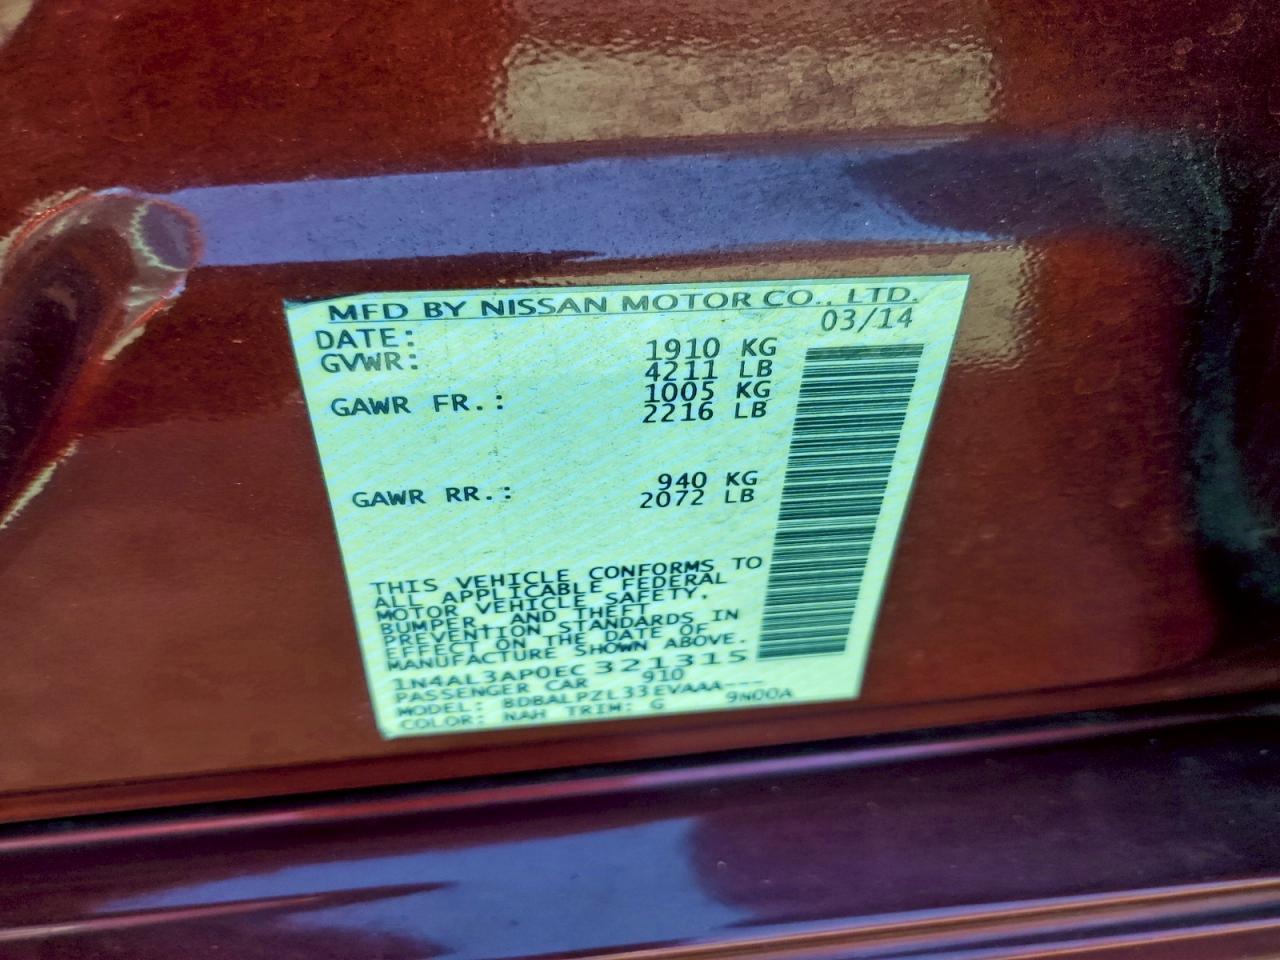 MFD BY NISSAN MOTOR CO., LTD.
DATE: 03/14
GVWR: 1910 KG
4211 LB
GAWR FR.: 1005 KG
2216 LB
GAWR RR.: 940 KG
2072 LB
THIS VEHICLE CONFORMS TO
ALL APPLICABLE FEDERAL
MOTOR VEHICLE SAFETY,
BUMPER, AND THEFT
PREVENTION STANDARDS IN
EFFECT ON THE DATE OF
MANUFACTURE SHOWN ABOVE.
1N4AL3AP0EC321315
PASSENGER CAR 910
MODEL: BDBALPZL33EVAAA---
COLOR: NAH TRIM: G 9N00A